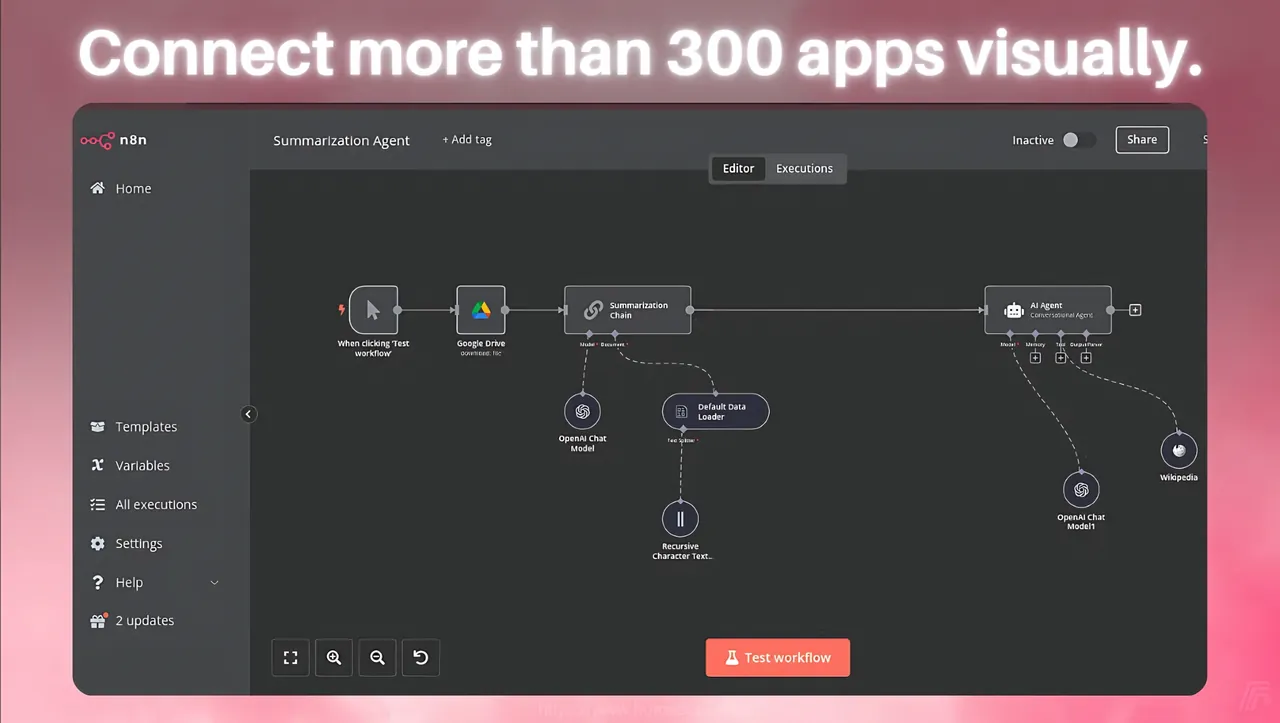 Connect more than 300 apps visually.
n8n
Summarization Agent
+ Add tag
Inactive
Share
S
Editor
Executions
Home
Templates
Variables
All executions
Settings
Help
2 updates
When clicking 'Test
workflow'
Google Drive
download: file
Summarization
Chain
Model *
Document *
OpenAI Chat
Model
Default Data
Loader
Text Splitter *
Recursive
Character Text...
AI Agent
Conversational Agent
Model *
Memory
Tool
Output Parser
OpenAI Chat
Model1
Wikipedia
Test workflow